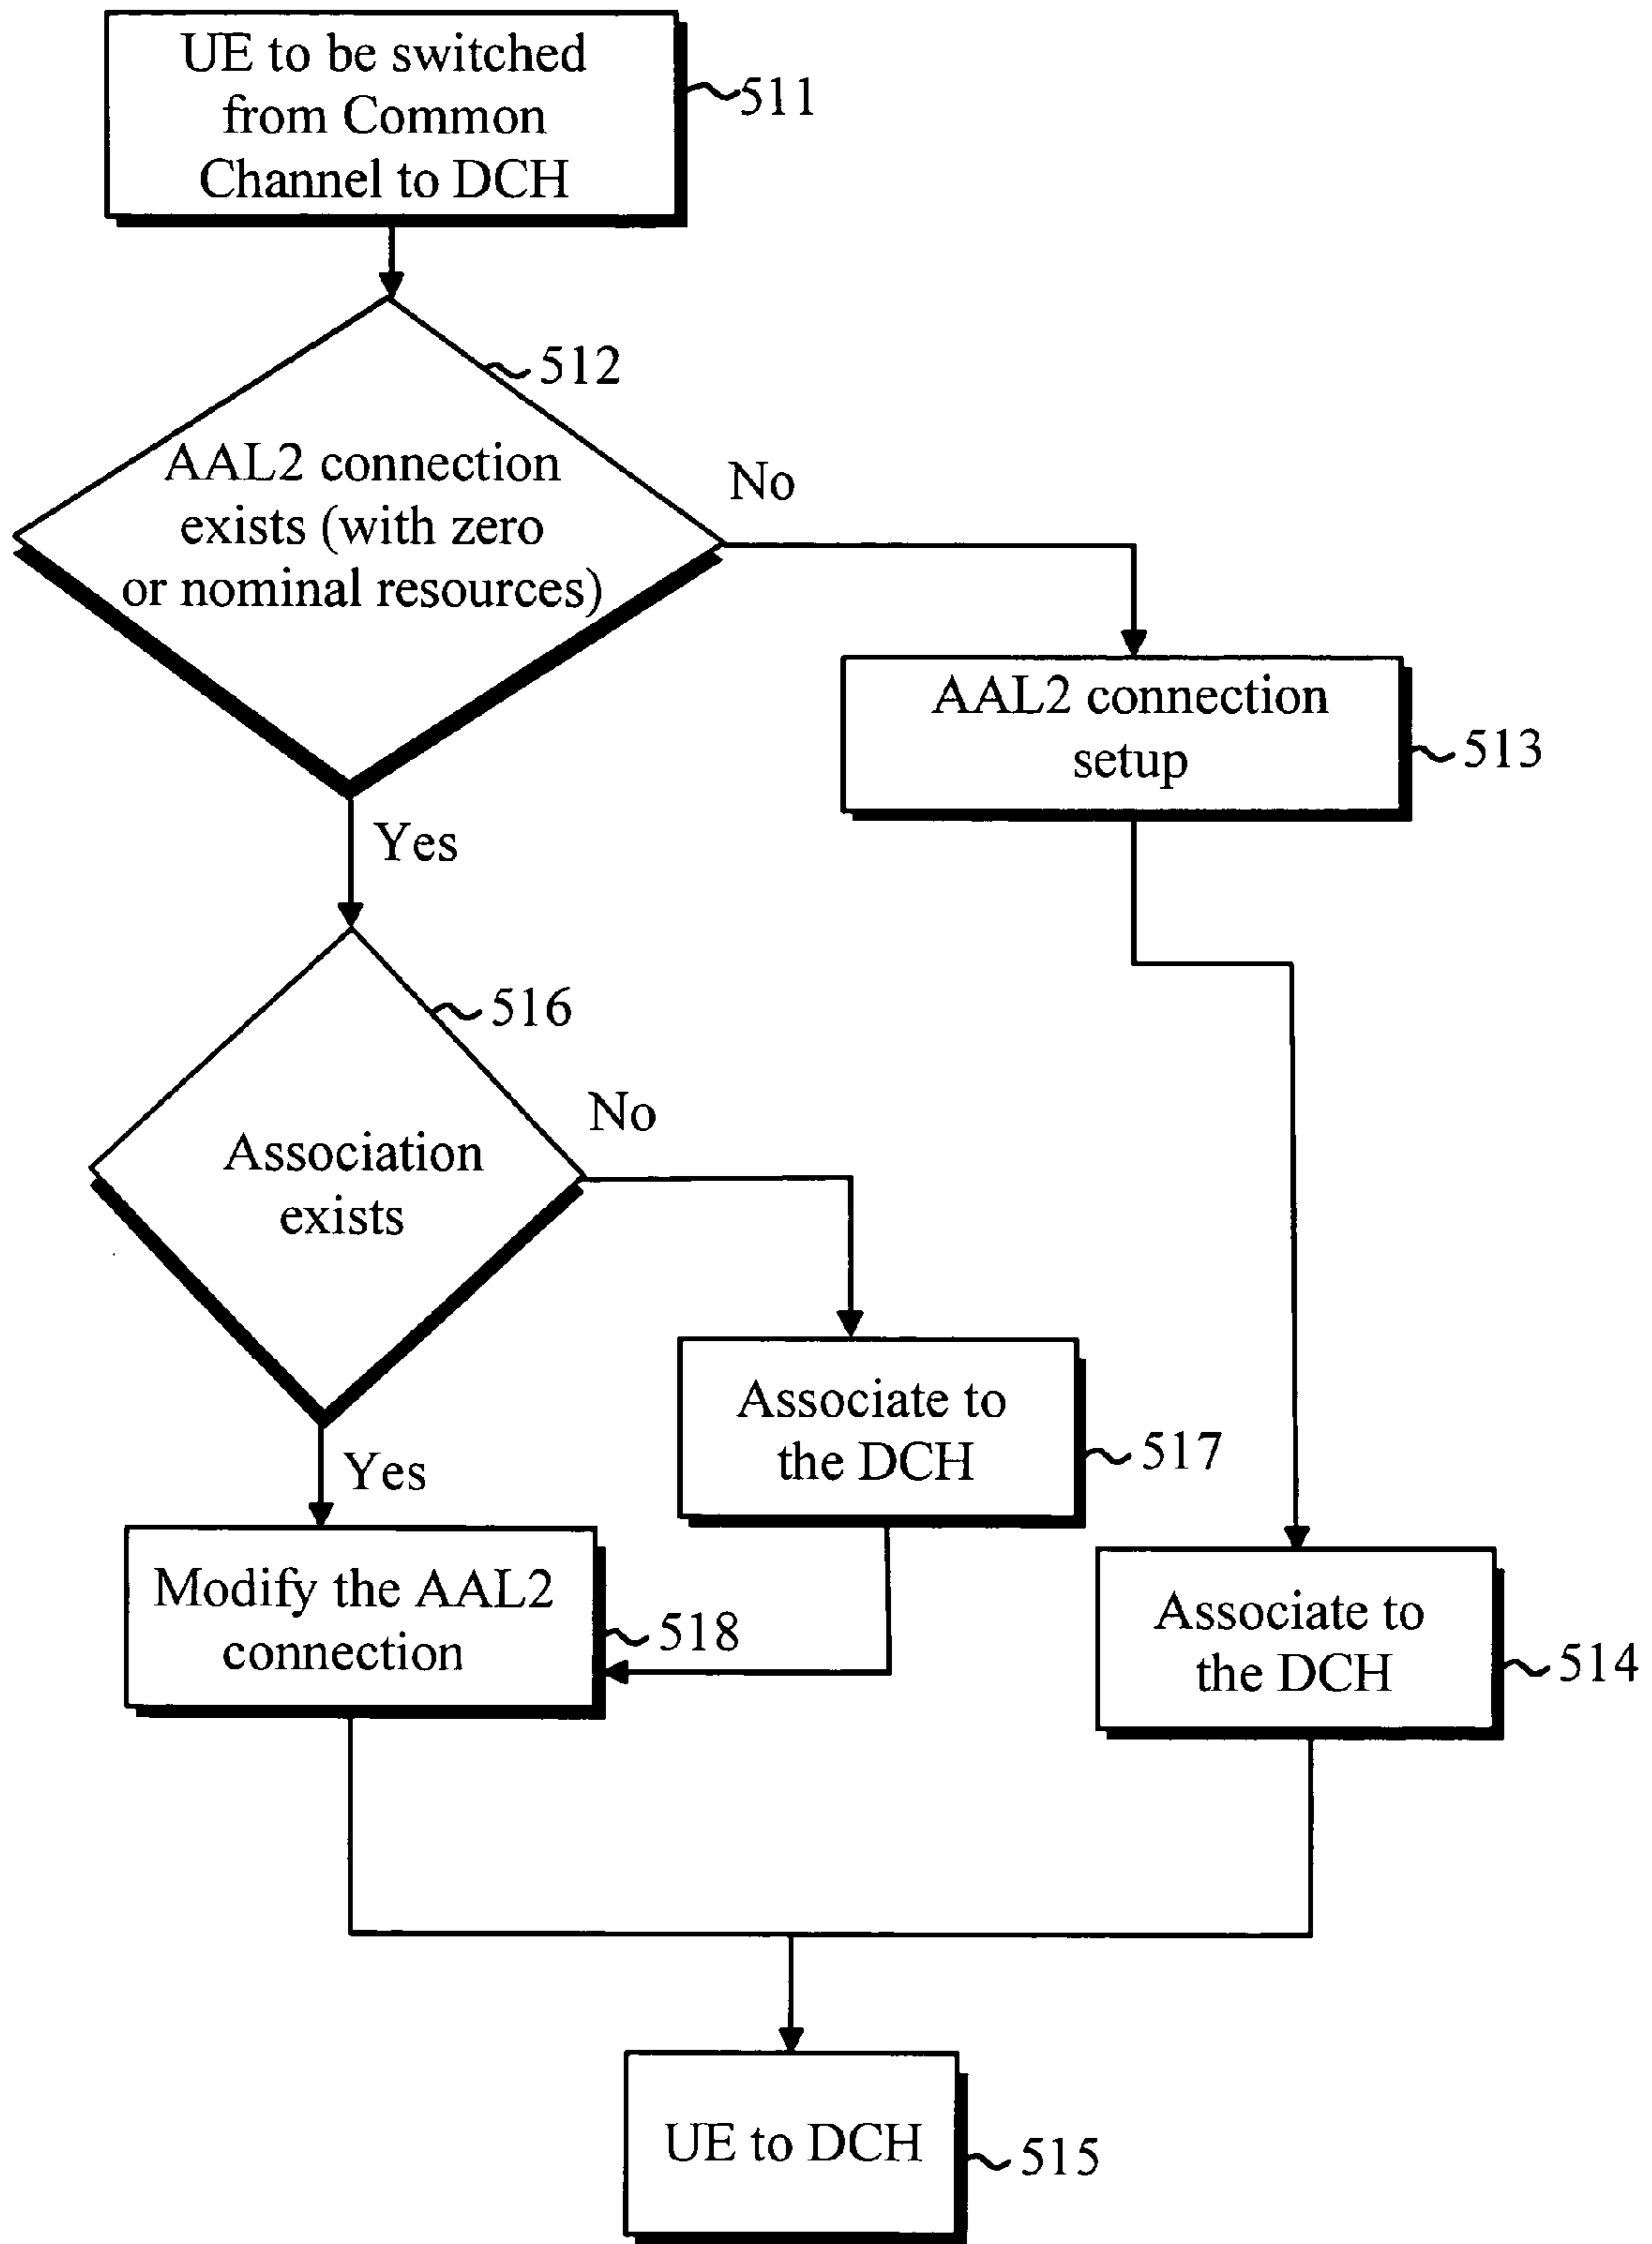 UE to be switched
from Common
Channel to DCH
511
512
AAL2 connection
exists (with zero
or nominal resources)
No
AAL2 connection
setup
513
Yes
516
No
Association
exists
Associate to
the DCH
517
Yes
Modify the AAL2
connection
518
Associate to
the DCH
514
UE to DCH
515